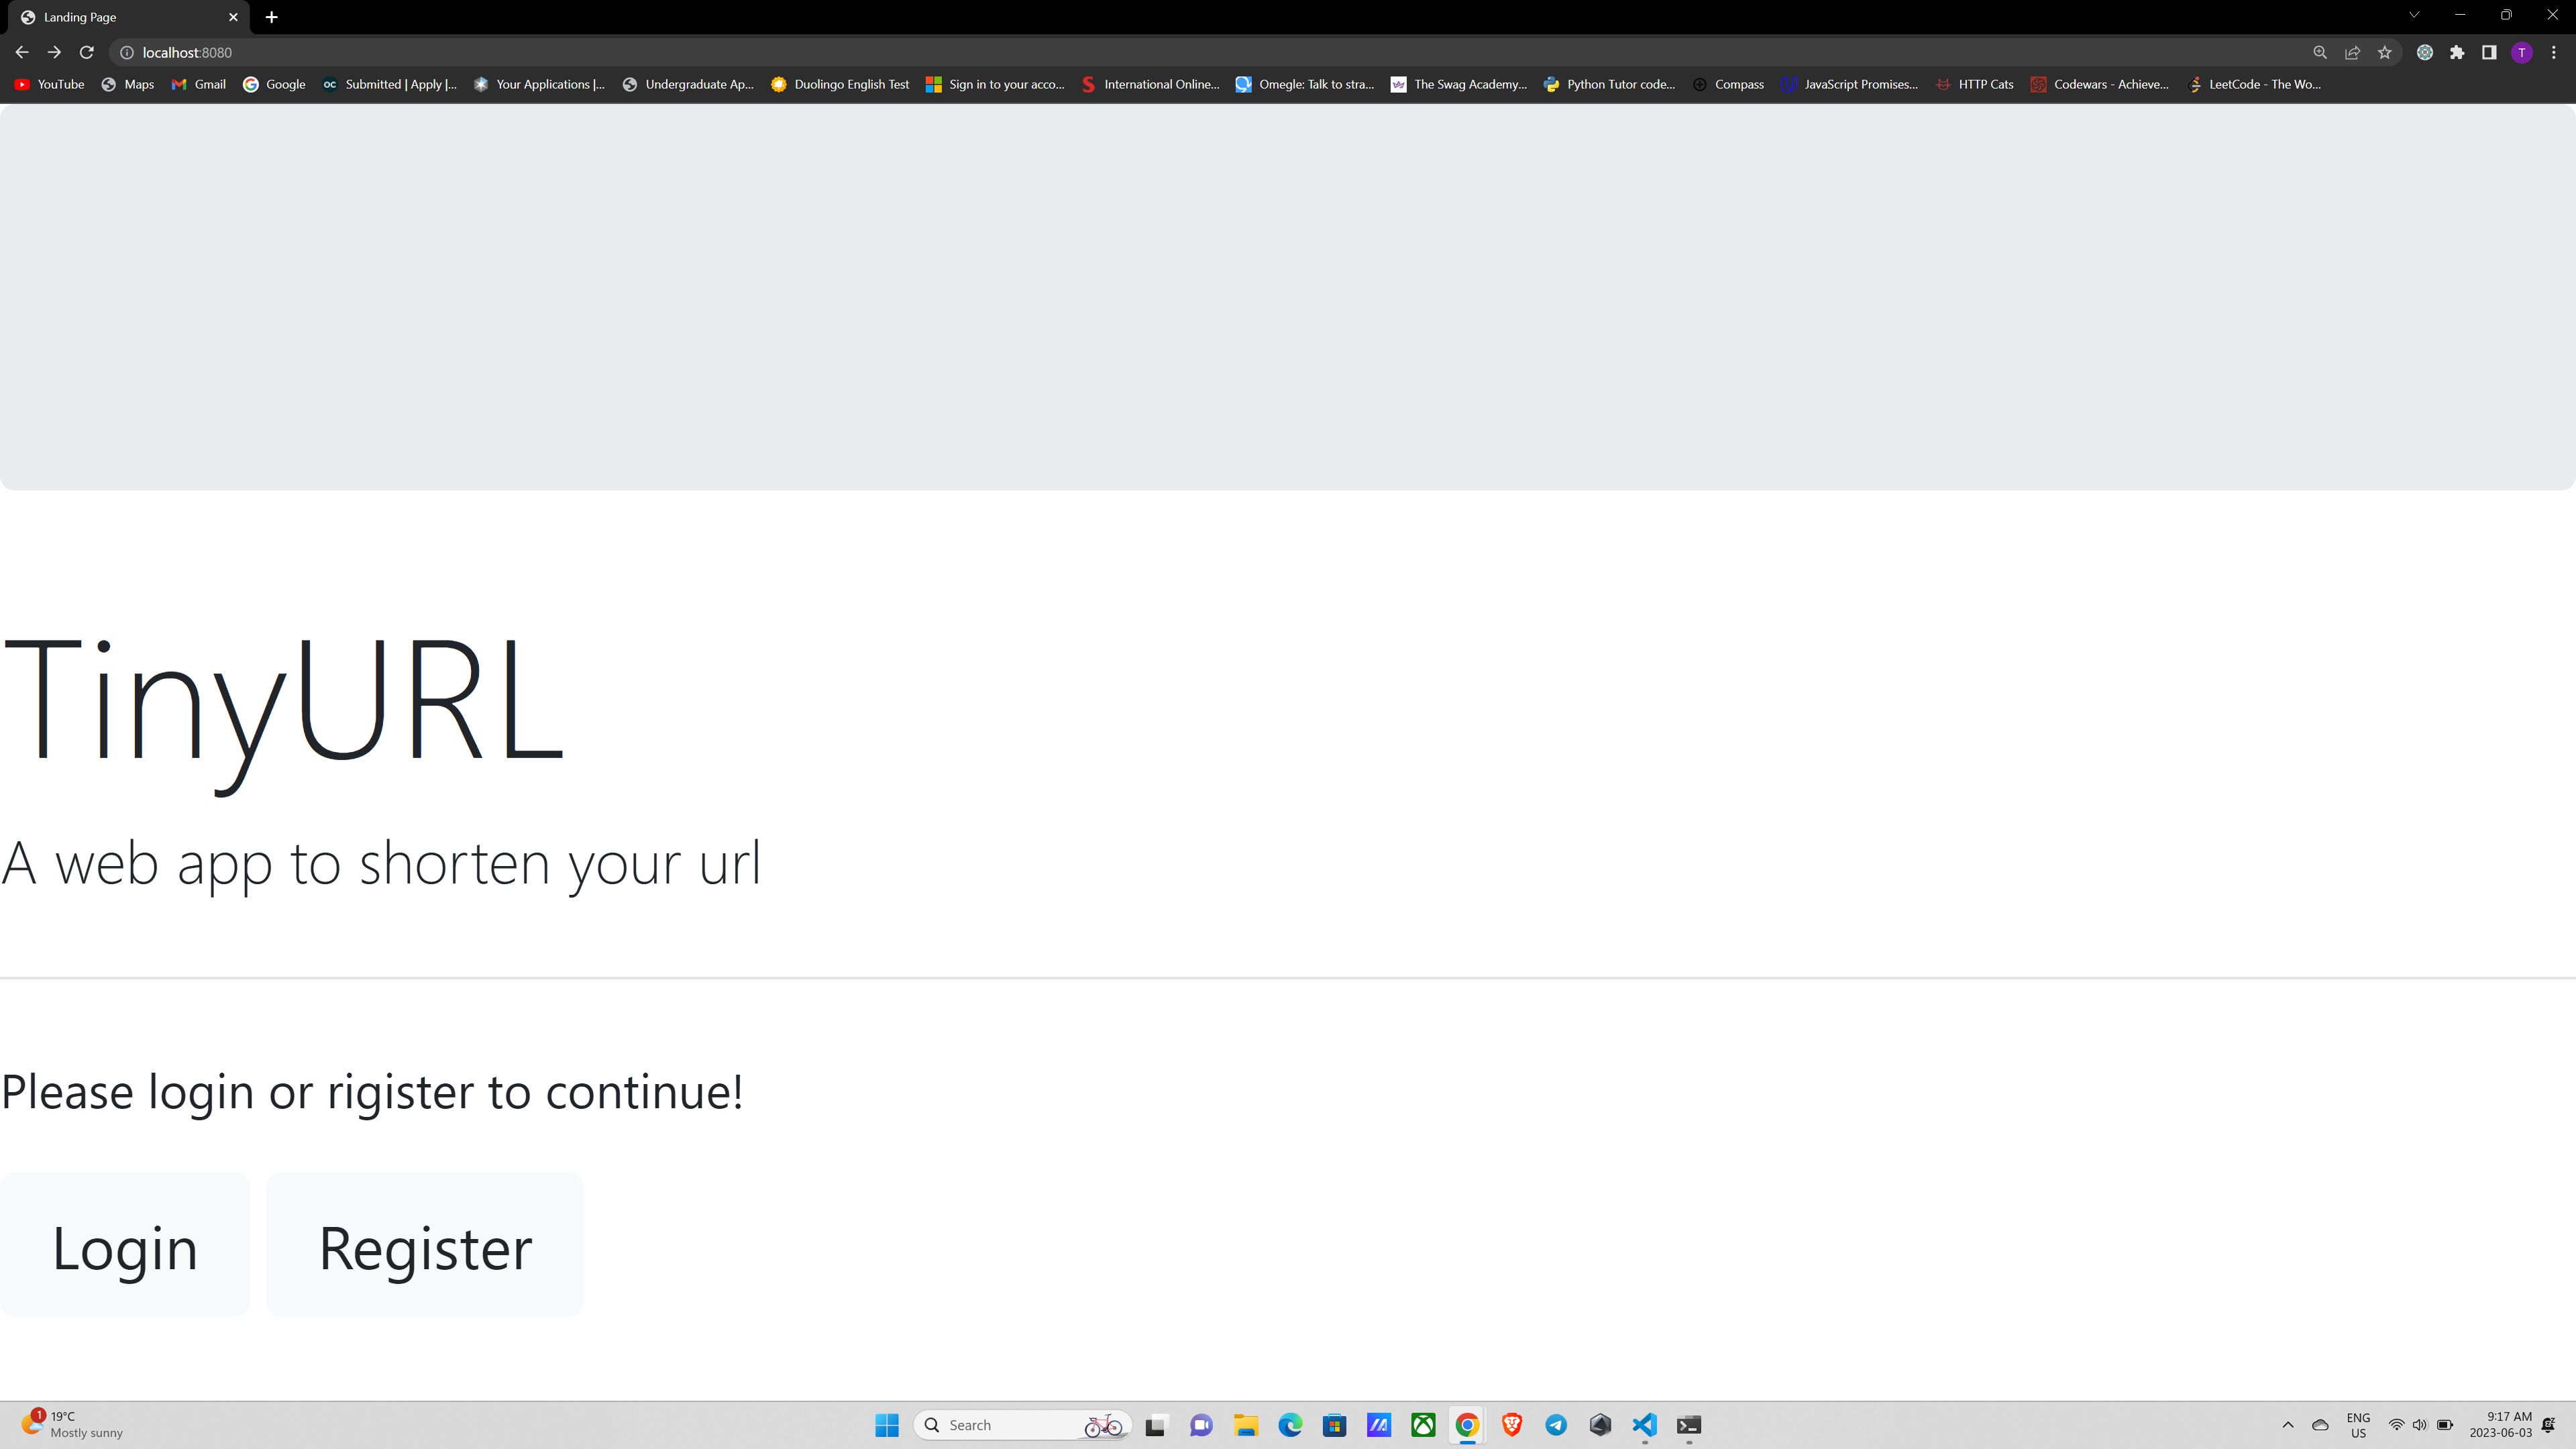 Landing Page
localhost:8080
YouTube Maps Gmail Google Submitted | Apply |... Your Applications |... Undergraduate Ap... Duolingo English Test Sign in to your acco... International Online... Omegle: Talk to stra... The Swag Academy... Python Tutor code... Compass JavaScript Promises... HTTP Cats Codewars - Achieve... LeetCode - The Wo...
TinyURL
A web app to shorten your url
Please login or rigister to continue!
Login Register
1 19°C
Mostly sunny
Search
ENG
US
9:17 AM
2023-06-03